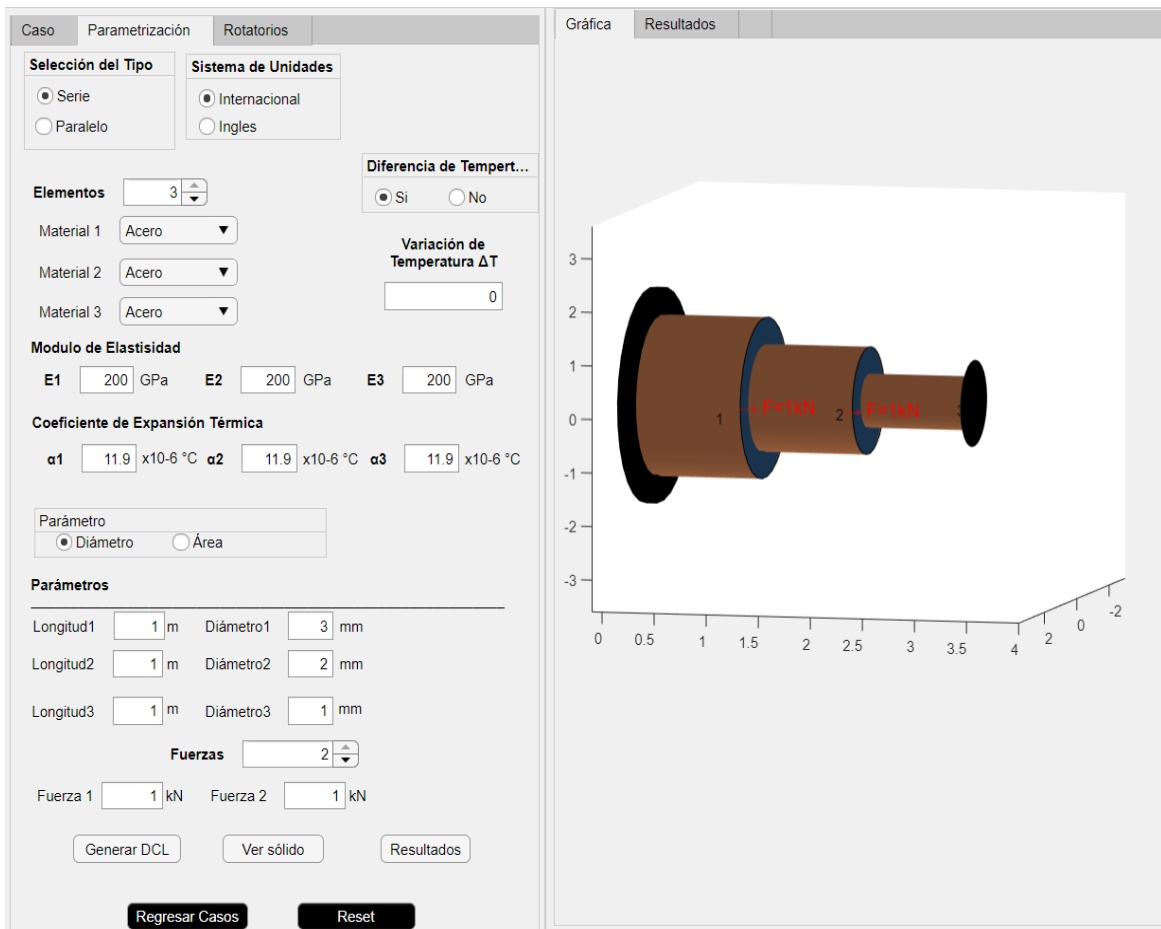 Caso Parametrización Rotatorios
Selección del Tipo
Serie
Paralelo
Sistema de Unidades
Internacional
Ingles
Diferencia de Tempert...
Si No
Elementos 3
Material 1 Acero
Material 2 Acero
Material 3 Acero
Variación de
Temperatura ΔT
0
Modulo de Elastisidad
E1 200 GPa E2 200 GPa E3 200 GPa
Coeficiente de Expansión Térmica
α1 11.9 x10-6 °C α2 11.9 x10-6 °C α3 11.9 x10-6 °C
Parámetro
Diámetro Área
Parámetros
Longitud1 1 m Diámetro1 3 mm
Longitud2 1 m Diámetro2 2 mm
Longitud3 1 m Diámetro3 1 mm
Fuerzas 2
Fuerza 1 1 kN Fuerza 2 1 kN
Generar DCL Ver sólido Resultados
Regresar Casos Reset
Gráfica Resultados
3
2
1
0
-1
-2
-3
1 F=1kN 2 F=1kN 3
0 0.5 1 1.5 2 2.5 3 3.5 4
2 0 -2